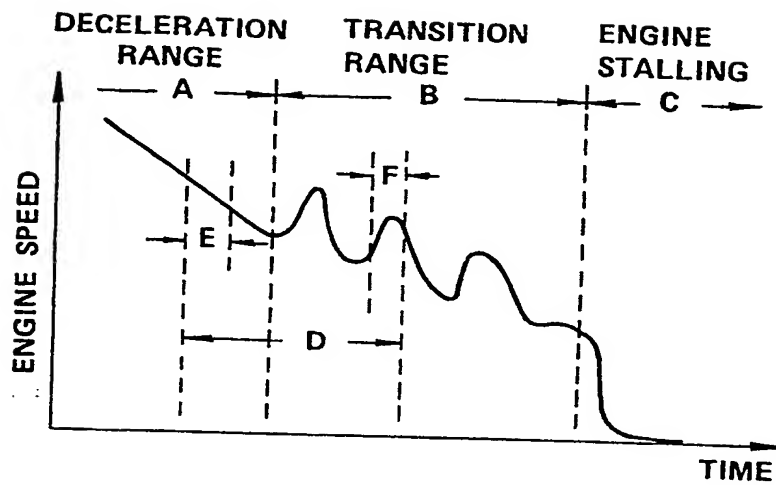 DECELERATION RANGE
TRANSITION RANGE
ENGINE STALLING
A
B
C
F
E
D
ENGINE SPEED
TIME